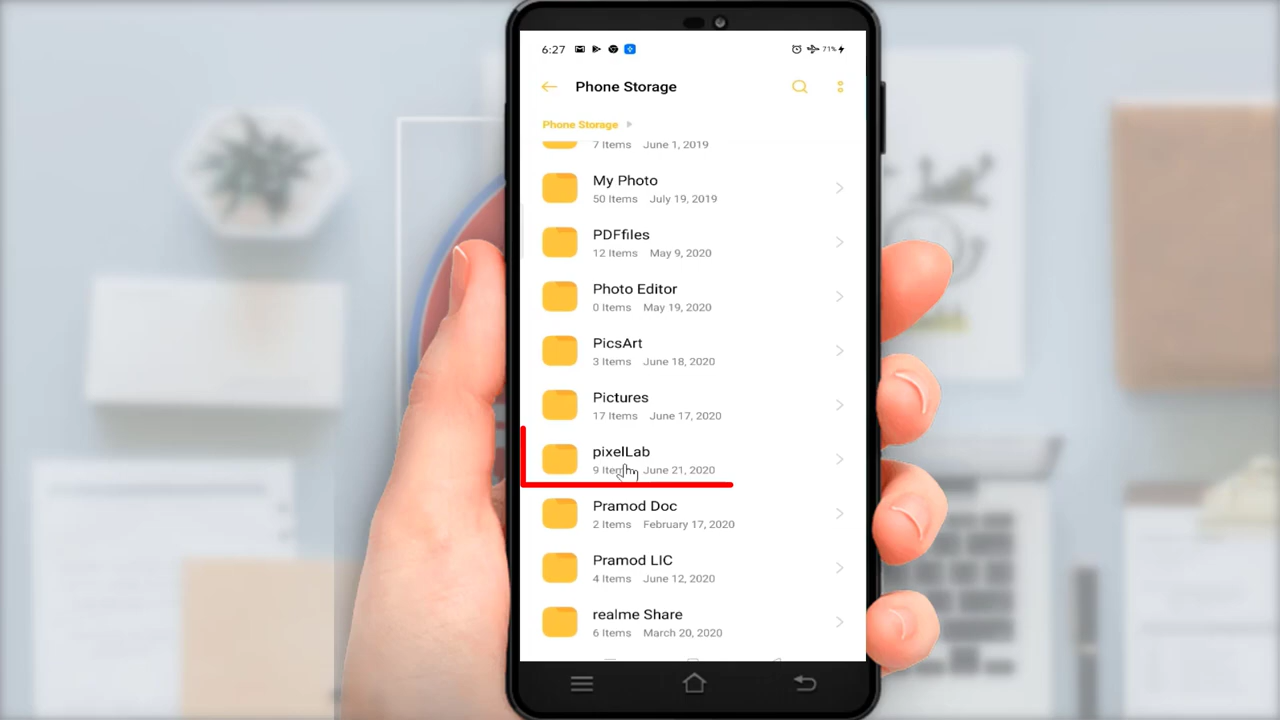 6:27
71%
Phone Storage
Phone Storage
7 Items June 1, 2019
My Photo
50 Items July 19, 2019
PDFfiles
12 Items May 9, 2020
Photo Editor
0 Items May 19, 2020
PicsArt
3 Items June 18, 2020
Pictures
17 Items June 17, 2020
pixelLab
9 Items June 21, 2020
Pramod Doc
2 Items February 17, 2020
Pramod LIC
4 Items June 12, 2020
realme Share
6 Items March 20, 2020